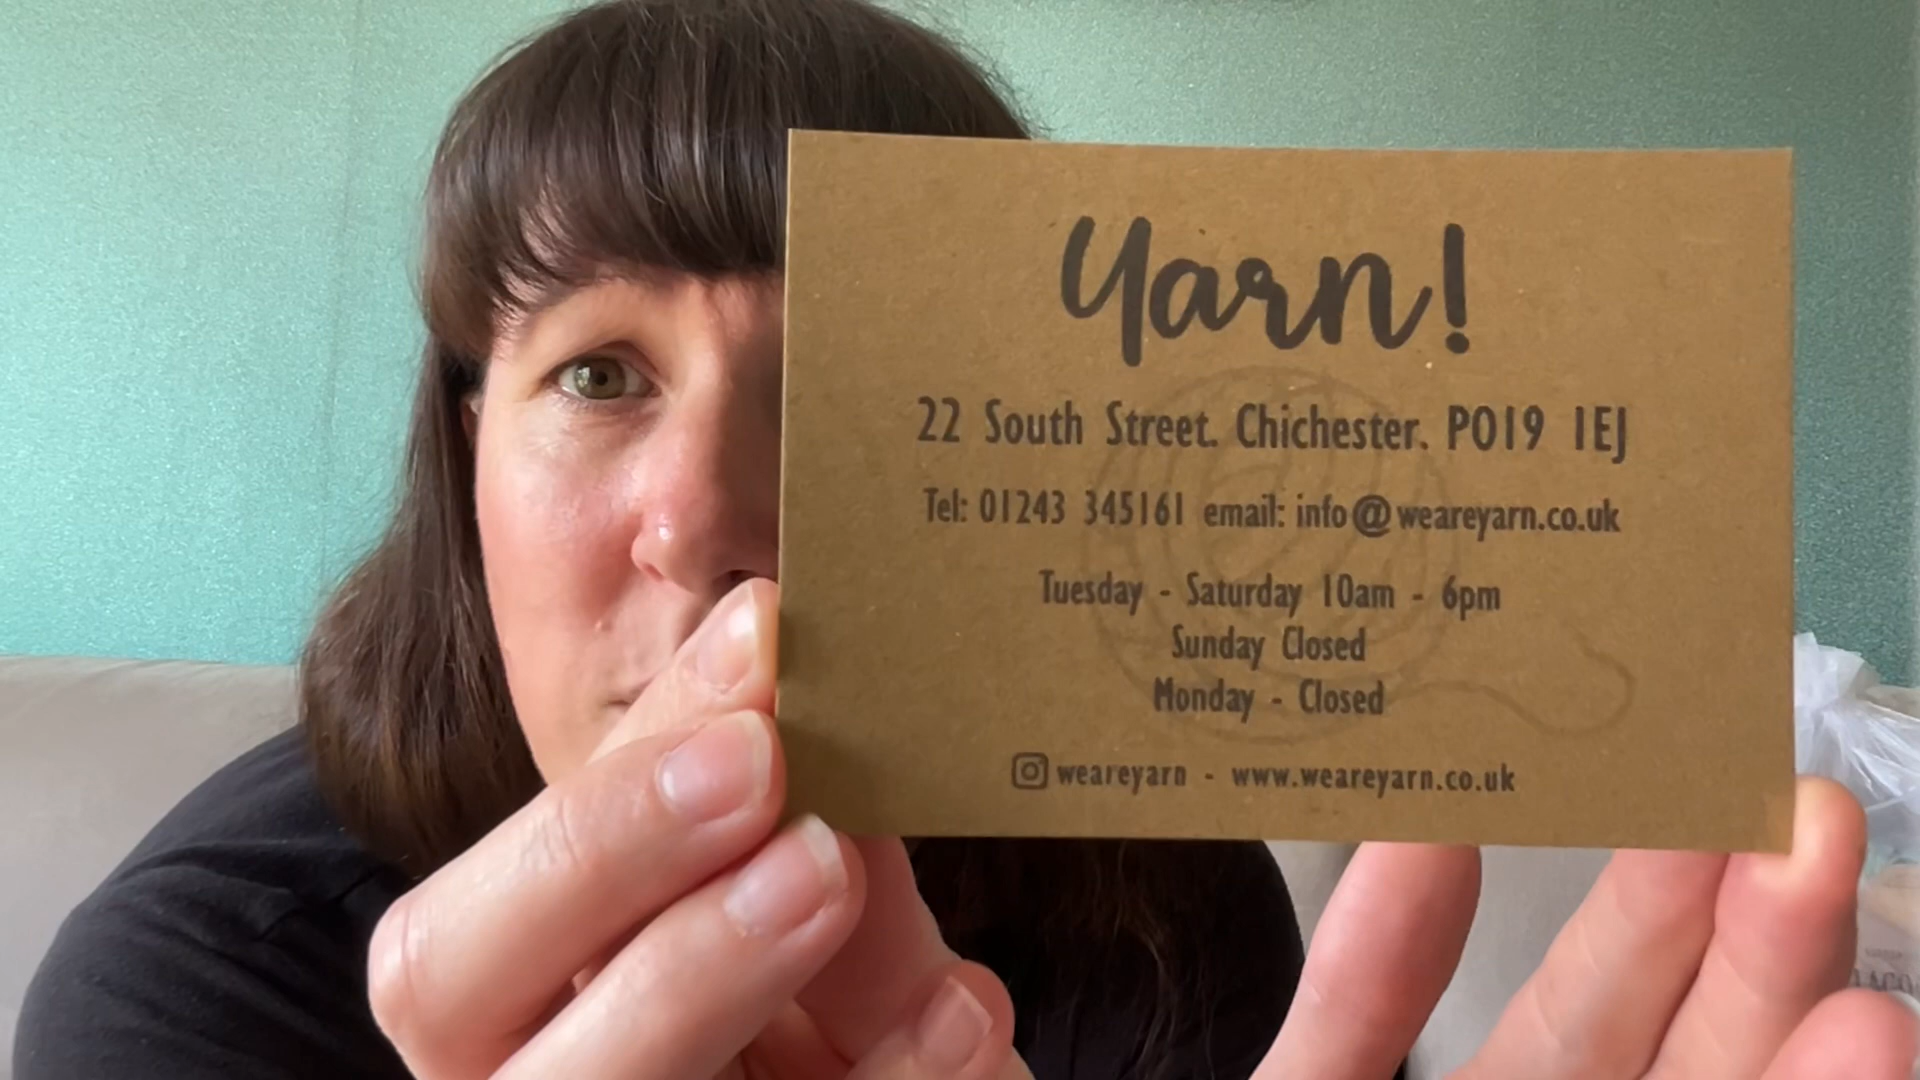 Yarn!
22 South Street. Chichester. PO19 1EJ
Tel: 01243 345161 email: info@weareyarn.co.uk
Tuesday - Saturday 10am - 6pm
Sunday Closed
Monday - Closed
weareyarn - www.weareyarn.co.uk